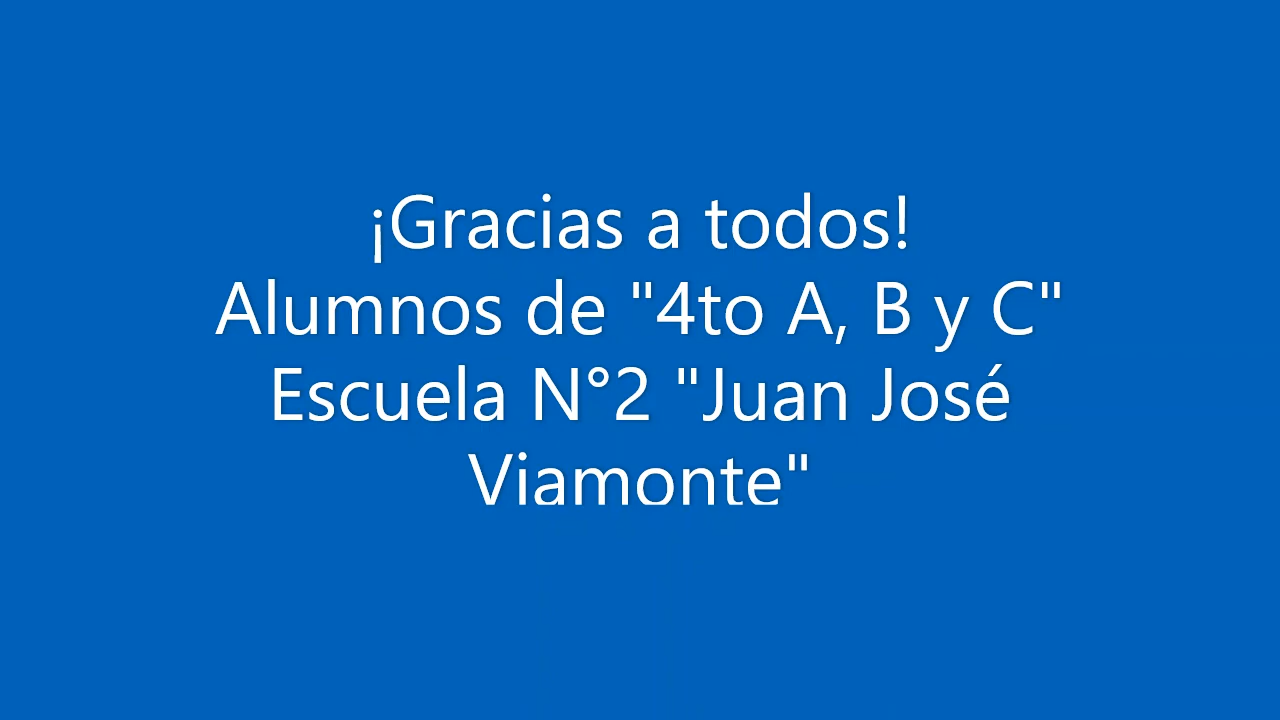 ¡Gracias a todos!
Alumnos de "4to A, B y C"
Escuela N°2 "Juan José
Viamonte"